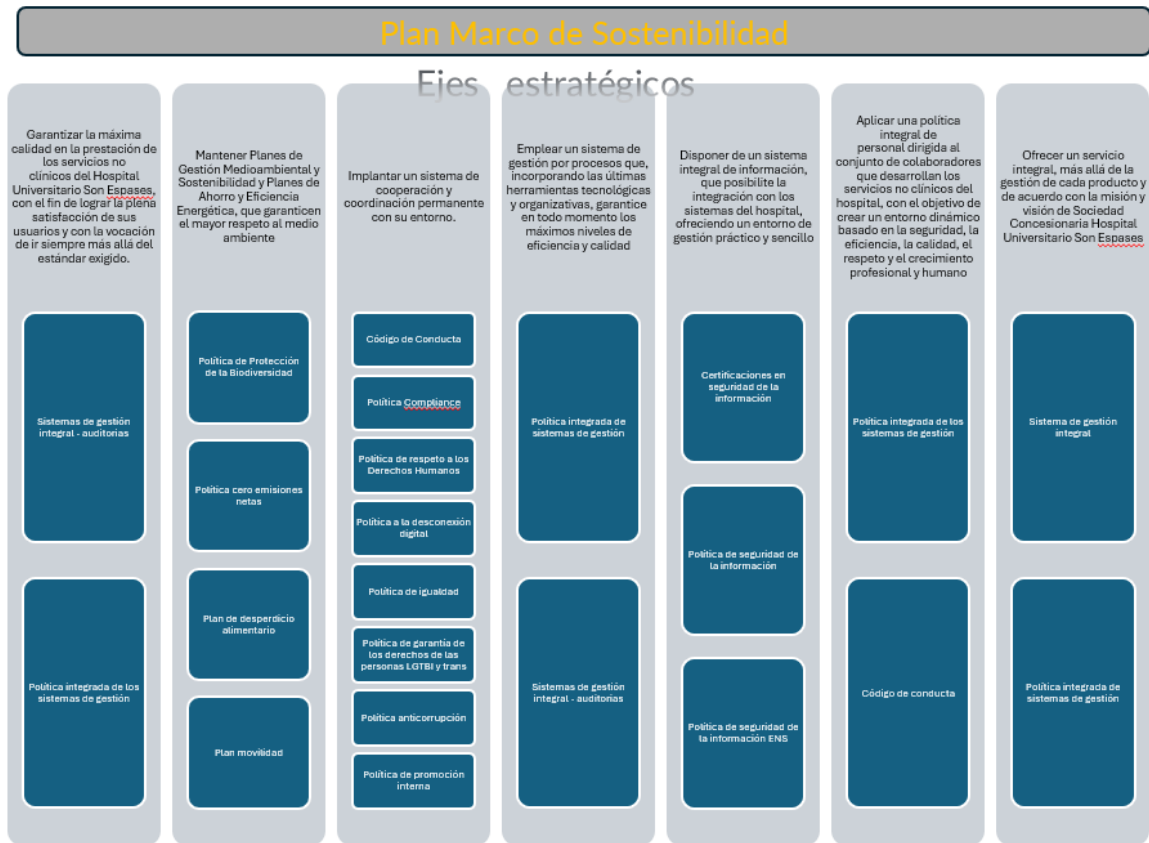 Plan Marco de Sostenibilidad
Ejes estratégicos
Garantizar la máxima
calidad en la prestación de
los servicios no
clínicos del Hospital
Universitario Son Espases,
con el fin de lograr la plena
satisfacción de sus
usuarios y con la vocación
de ir siempre más allá del
estándar exigido.
Sistemas de gestión
integral - auditorias
Política integrada de los
sistemas de gestión
Mantener Planes de
Gestión Medioambiental y
Sostenibilidad y Planes de
Ahorro y Eficiencia
Energética, que garanticen
el mayor respeto al medio
ambiente
Política de Protección
de la Biodiversidad
Política cero emisiones
netas
Plan de desperdicio
alimentario
Plan movilidad
Implantar un sistema de
cooperación y
coordinación permanente
con su entorno.
Código de Conducta
Política Compliance
Política de respeto a los
Derechos Humanos
Política a la desconexión
digital
Política de igualdad
Política de garantía de
los derechos de las
personas LGTBI y trans
Política anticorrupción
Política de promoción
interna
Emplear un sistema de
gestión por procesos que,
incorporando las últimas
herramientas tecnológicas
y organizativas, garantice
en todo momento los
máximos niveles de
eficiencia y calidad
Política integrada de
sistemas de gestión
Sistemas de gestión
integral - auditorias
Disponer de un sistema
integral de información,
que posibilite la
integración con los
sistemas del hospital,
ofreciendo un entorno de
gestión práctico y sencillo
Certificaciones en
seguridad de la
información
Política de seguridad de
la información
Política de seguridad de
la información ENS
Aplicar una política
integral de
personal dirigida al
conjunto de colaboradores
que desarrollan los
servicios no clínicos del
hospital, con el objetivo de
crear un entorno dinámico
basado en la seguridad, la
eficiencia, la calidad, el
respeto y el crecimiento
profesional y humano
Política integrada de los
sistemas de gestión
Código de conducta
Ofrecer un servicio
integral, más allá de la
gestión de cada producto y
de acuerdo con la misión y
visión de Sociedad
Concesionaria Hospital
Universitario Son Espases
Sistema de gestión
integral
Política integrada de
sistemas de gestión